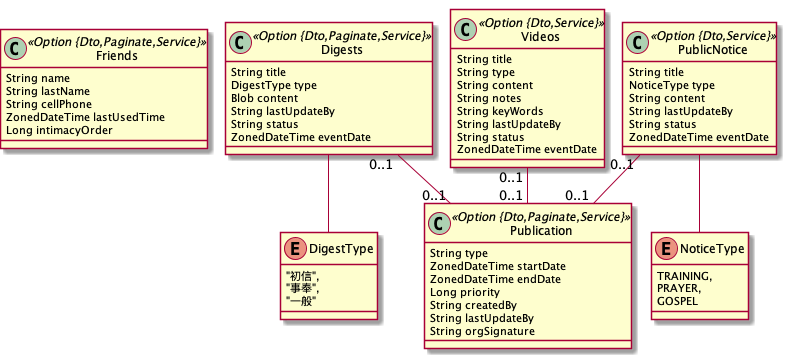 C
<<Option {Dto,Paginate,Service}>>
Friends
String name
String lastName
String cellPhone
ZonedDateTime lastUsedTime
Long intimacyOrder
C
<<Option {Dto,Paginate,Service}>>
Digests
String title
DigestType type
Blob content
String lastUpdateBy
String status
ZonedDateTime eventDate
C
<<Option {Dto,Service}>>
Videos
String title
String type
String content
String notes
String keyWords
String lastUpdateBy
String status
ZonedDateTime eventDate
C
<<Option {Dto,Service}>>
PublicNotice
String title
NoticeType type
String content
String lastUpdateBy
String status
ZonedDateTime eventDate
0..1
0..1
0..1
0..1
0..1
0..1
E
DigestType
"初信",
"事奉",
"一般"
C
<<Option {Dto,Paginate,Service}>>
Publication
String type
ZonedDateTime startDate
ZonedDateTime endDate
Long priority
String createdBy
String lastUpdateBy
String orgSignature
E
NoticeType
TRAINING,
PRAYER,
GOSPEL